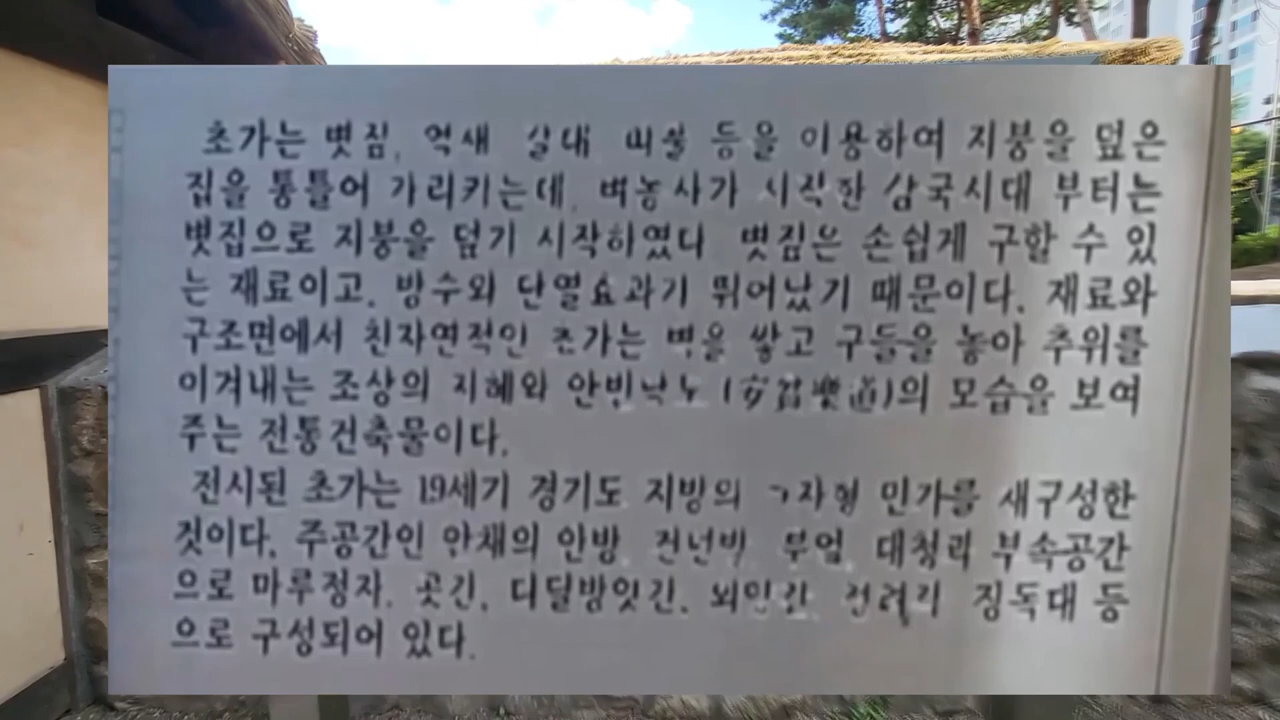 초가는 볏짚, 억새 갈대 띠풀 등을 이용하여 지붕을 덮은
집을 통틀어 가리키는데, 벼농사가 시작한 삼국시대 부터는
볏집으로 지붕을 덮기 시작하였다 볏짚은 손쉽게 구할 수 있
는 재료이고, 방수와 단열효과가 뛰어났기 때문이다. 재료와
구조면에서 친자연적인 초가는 벽을 쌓고 구들을 놓아 추위를
이겨내는 조상의 지혜와 안빈낙도 (安貧樂道)의 모습을 보여
주는 전통건축물이다.
전시된 초가는 19세기 경기도 지방의 ㄱ자형 민가를 재구성한
것이다. 주공간인 안채의 안방, 건넌방, 부엌, 대청과 부속공간
으로 마루정자, 곳간, 디딜방앗간, 외양간, 장독대 등
으로 구성되어 있다.